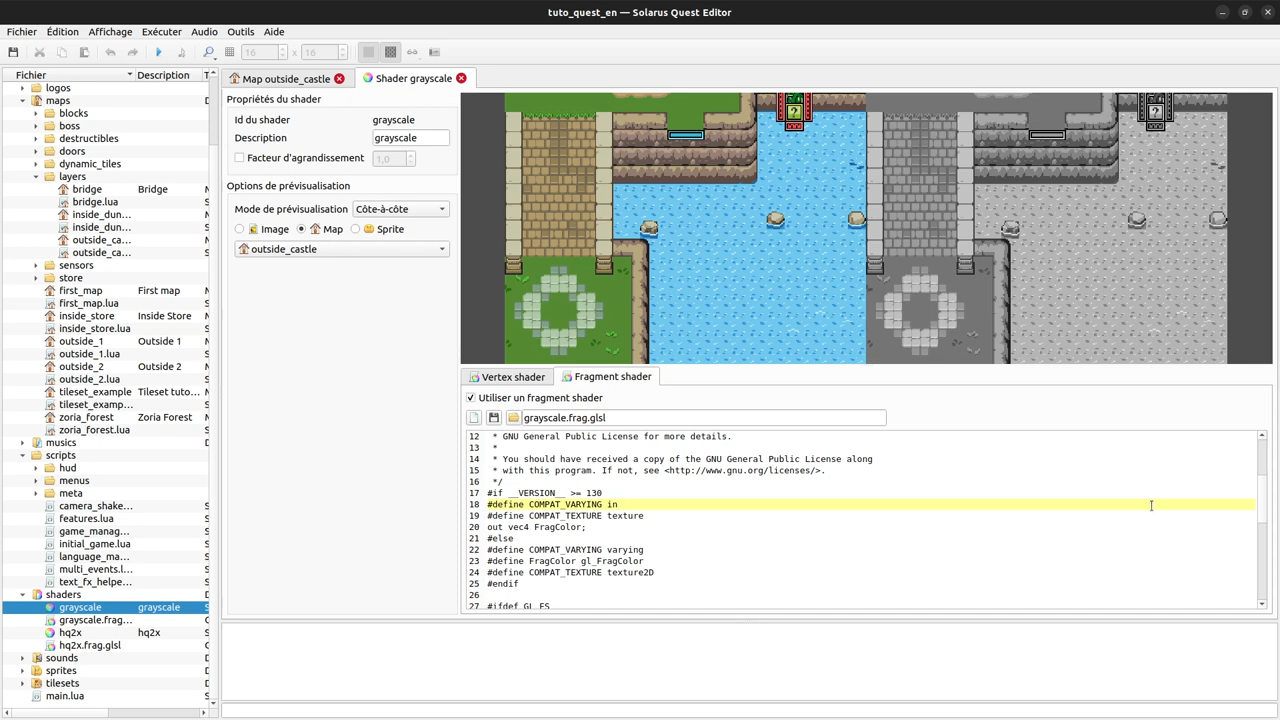 tuto_quest_en — Solarus Quest Editor
Fichier Édition Affichage Exécuter Audio Outils Aide
16 x 16
Fichier Description T
logos
maps
blocks
boss
destructibles
doors
dynamic_tiles
layers
bridge Bridge
bridge.lua
inside_dun...
inside_dun...
outside_ca...
outside_ca...
sensors
store
first_map First map
first_map.lua
inside_store Inside Store
inside_store.lua
outside_1 Outside 1
outside_1.lua
outside_2 Outside 2
outside_2.lua
tileset_example Tileset tuto...
tileset_examp...
zoria_forest Zoria Forest
zoria_forest.lua
musics
scripts
hud
menus
meta
camera_shake...
features.lua
game_manag...
initial_game.lua
language_ma...
multi_events.l...
text_fx_helpe...
shaders
grayscale grayscale
grayscale.frag...
hq2x hq2x
hq2x.frag.glsl
sounds
sprites
tilesets
main.lua
Map outside_castle
Shader grayscale
Propriétés du shader
Id du shader grayscale
Description grayscale
Facteur d'agrandissement 1,0
Options de prévisualisation
Mode de prévisualisation Côte-à-côte
Image Map Sprite
outside_castle
Vertex shader Fragment shader
Utiliser un fragment shader
grayscale.frag.glsl
12 * GNU General Public License for more details.
13 *
14 * You should have received a copy of the GNU General Public License along
15 * with this program. If not, see <http://www.gnu.org/licenses/>.
16 */
17 #if __VERSION__ >= 130
18 #define COMPAT_VARYING in
19 #define COMPAT_TEXTURE texture
20 out vec4 FragColor;
21 #else
22 #define COMPAT_VARYING varying
23 #define FragColor gl_FragColor
24 #define COMPAT_TEXTURE texture2D
25 #endif
26
27 #ifdef GL_ES